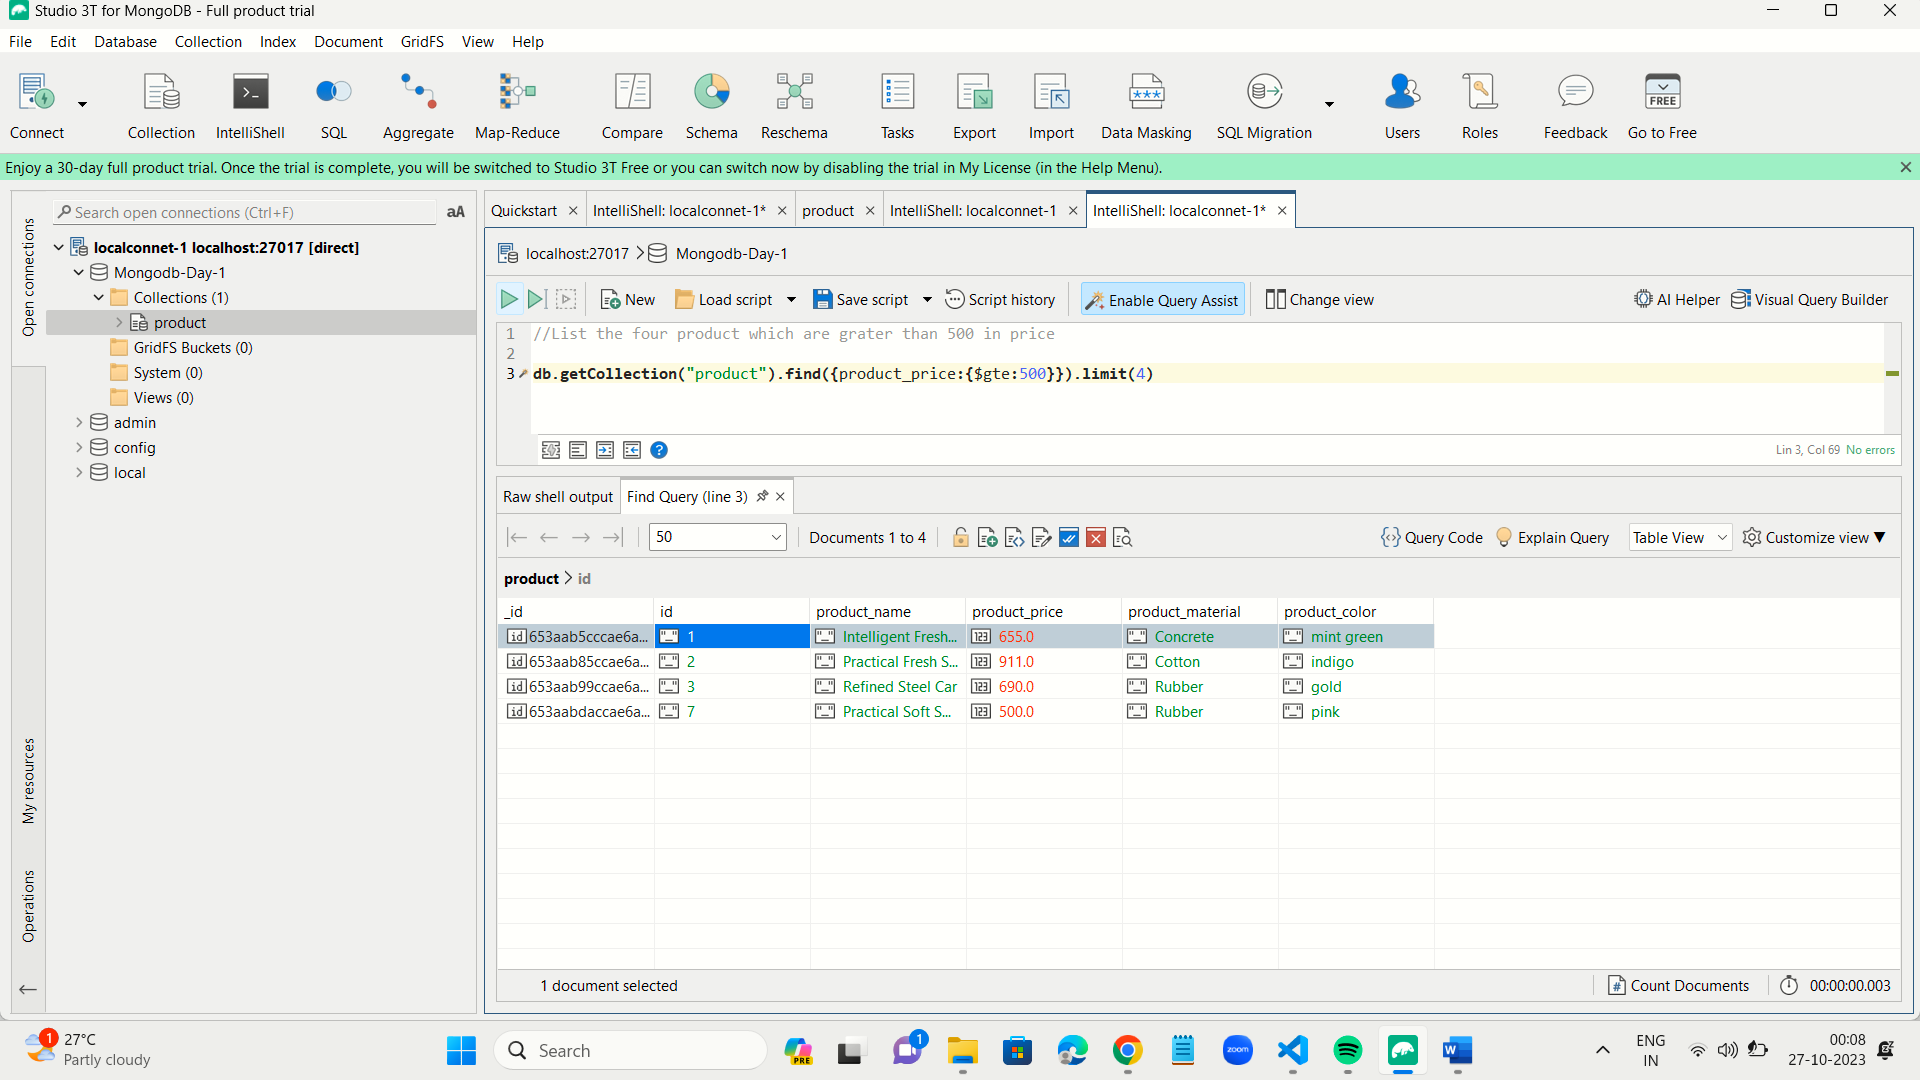 Studio 3T for MongoDB - Full product trial
File Edit Database Collection Index Document GridFS View Help
Connect Collection IntelliShell SQL Aggregate Map-Reduce Compare Schema Reschema Tasks Export Import Data Masking SQL Migration Users Roles Feedback Go to Free
Enjoy a 30-day full product trial. Once the trial is complete, you will be switched to Studio 3T Free or you can switch now by disabling the trial in My License (in the Help Menu).
Open connections
My resources
Operations
Search open connections (Ctrl+F) aA
localconnet-1 localhost:27017 [direct]
Mongodb-Day-1
Collections (1)
product
GridFS Buckets (0)
System (0)
Views (0)
admin
config
local
Quickstart IntelliShell: localconnet-1* product IntelliShell: localconnet-1 IntelliShell: localconnet-1*
localhost:27017 Mongodb-Day-1
New Load script Save script Script history Enable Query Assist Change view AI Helper Visual Query Builder
1 //List the four product which are grater than 500 in price
2
3 db.getCollection("product").find({product_price:{$gte:500}}).limit(4)
Lin 3, Col 69 No errors
Raw shell output Find Query (line 3)
50 Documents 1 to 4 Query Code Explain Query Table View Customize view
product > id
_id id product_name product_price product_material product_color
653aab5cccae6a... 1 Intelligent Fresh... 655.0 Concrete mint green
653aab85ccae6a... 2 Practical Fresh S... 911.0 Cotton indigo
653aab99ccae6a... 3 Refined Steel Car 690.0 Rubber gold
653aabdaccae6a... 7 Practical Soft S... 500.0 Rubber pink
1 document selected Count Documents 00:00:00.003
1 27°C
Partly cloudy
Search
PRE
1
zoom
ENG
IN
00:08
27-10-2023